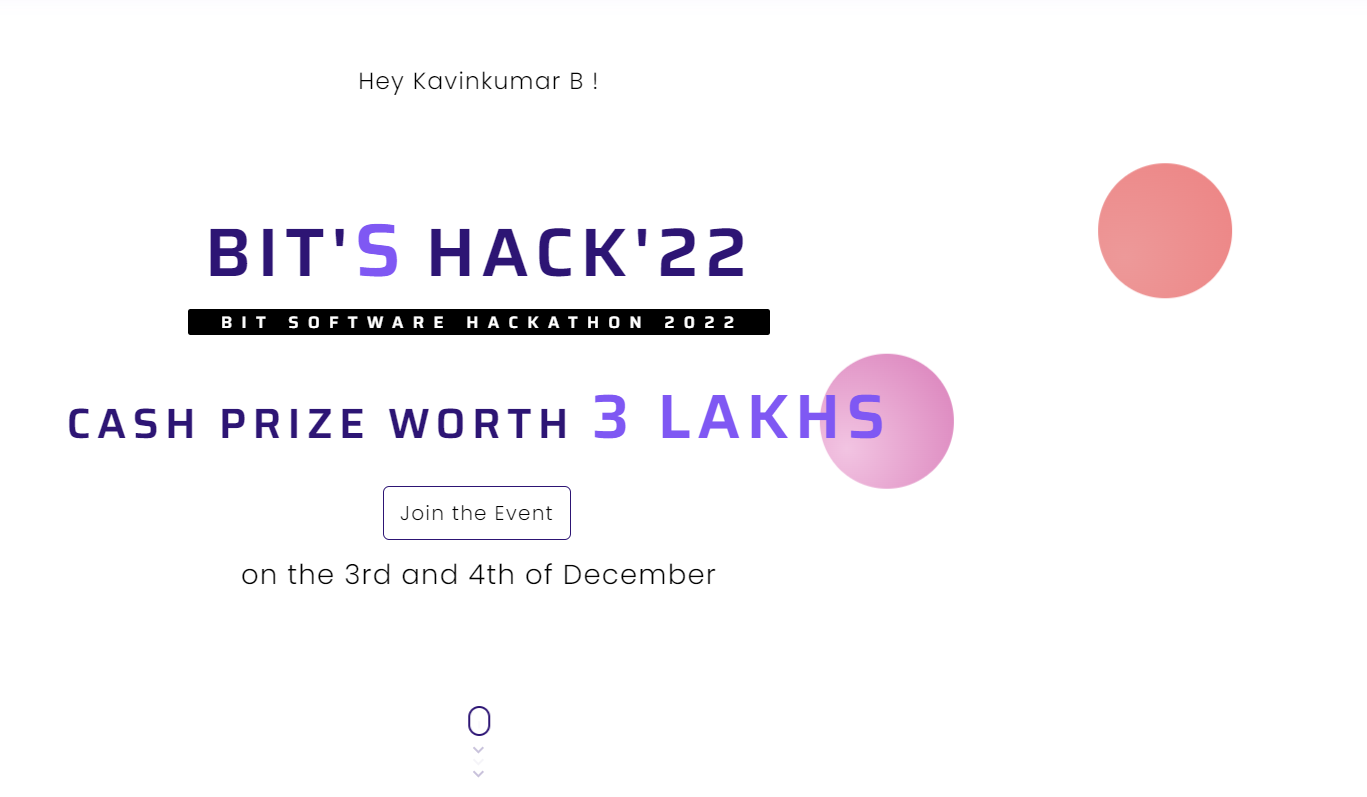 Hey Kavinkumar B !
BIT'S HACK'22
BIT SOFTWARE HACKATHON 2022
CASH PRIZE WORTH 3 LAKHS
Join the Event
on the 3rd and 4th of December